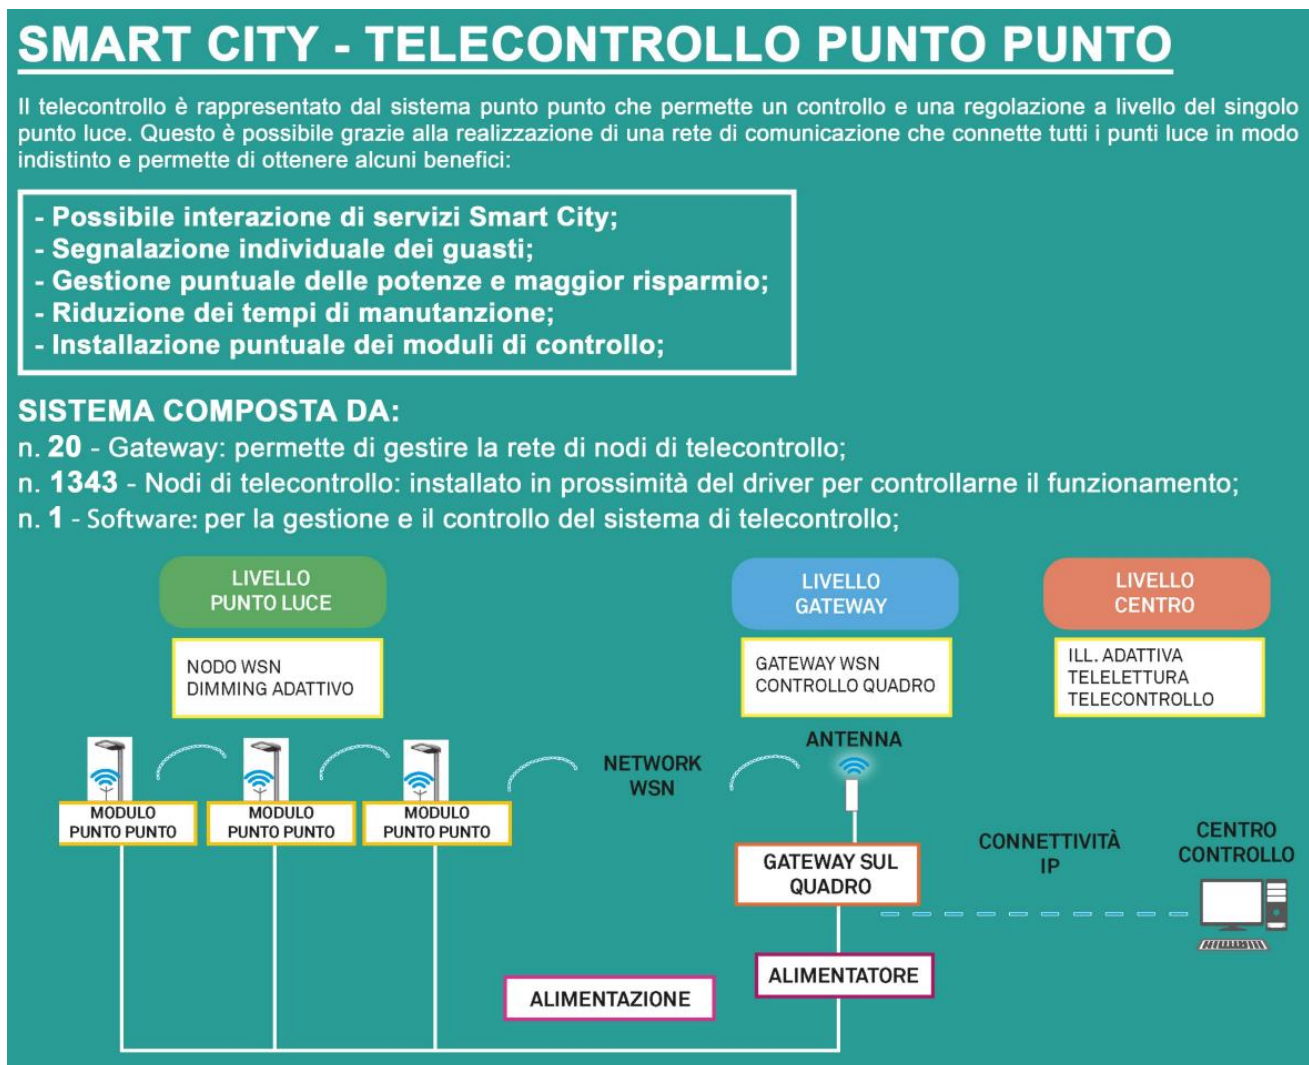 SMART CITY - TELECONTROLLO PUNTO PUNTO
Il telecontrollo è rappresentato dal sistema punto punto che permette un controllo e una regolazione a livello del singolo
punto luce. Questo è possibile grazie alla realizzazione di una rete di comunicazione che connette tutti i punti luce in modo
indistinto e permette di ottenere alcuni benefici:
- Possibile interazione di servizi Smart City;
- Segnalazione individuale dei guasti;
- Gestione puntuale delle potenze e maggior risparmio;
- Riduzione dei tempi di manutanzione;
- Installazione puntuale dei moduli di controllo;
SISTEMA COMPOSTA DA:
n. 20 - Gateway: permette di gestire la rete di nodi di telecontrollo;
n. 1343 - Nodi di telecontrollo: installato in prossimità del driver per controllarne il funzionamento;
n. 1 - Software: per la gestione e il controllo del sistema di telecontrollo;
LIVELLO
PUNTO LUCE
LIVELLO
GATEWAY
LIVELLO
CENTRO
NODO WSN
DIMMING ADATTIVO
GATEWAY WSN
CONTROLLO QUADRO
ILL. ADATTIVA
TELELETTURA
TELECONTROLLO
ANTENNA
NETWORK
WSN
MODULO
PUNTO PUNTO
MODULO
PUNTO PUNTO
MODULO
PUNTO PUNTO
GATEWAY SUL
QUADRO
CONNETTIVITÀ
IP
CENTRO
CONTROLLO
ALIMENTATORE
ALIMENTAZIONE